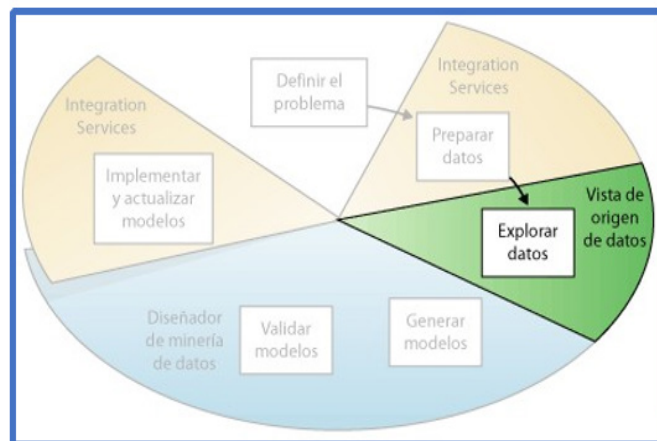 Definir el
problema
Integration
Services
Preparar
datos
Vista de
origen
de datos
Explorar
datos
Generar
modelos
Validar
modelos
Diseñador
de minería
de datos
Integration
Services
Implementar
y actualizar
modelos